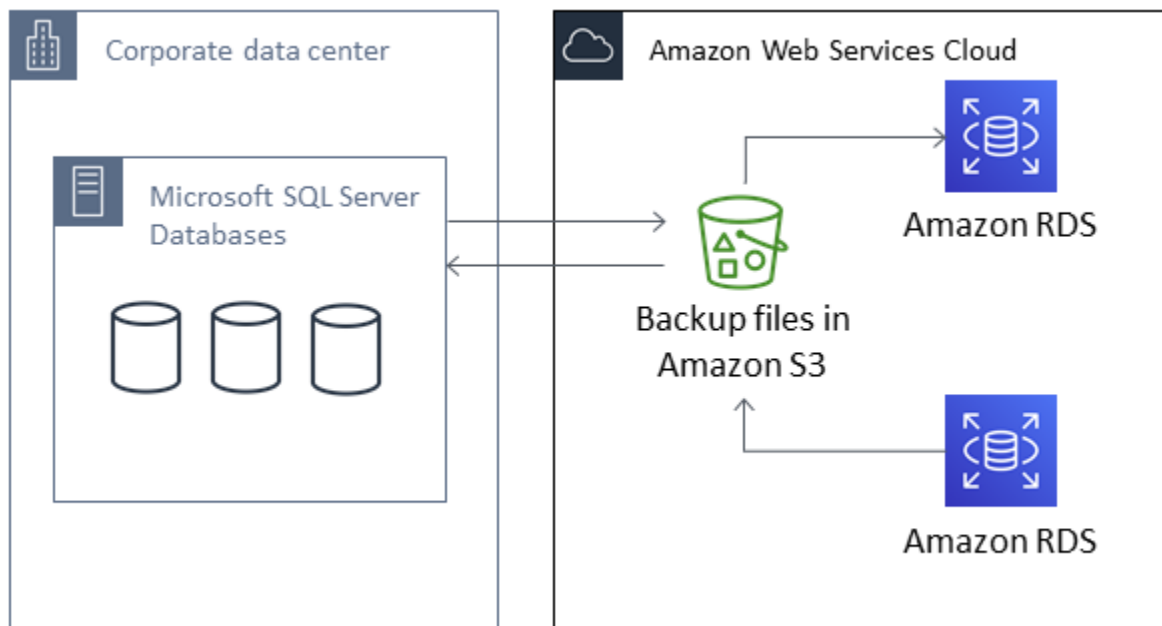 Corporate data center
Microsoft SQL Server
Databases
Amazon Web Services Cloud
Amazon RDS
Backup files in
Amazon S3
Amazon RDS